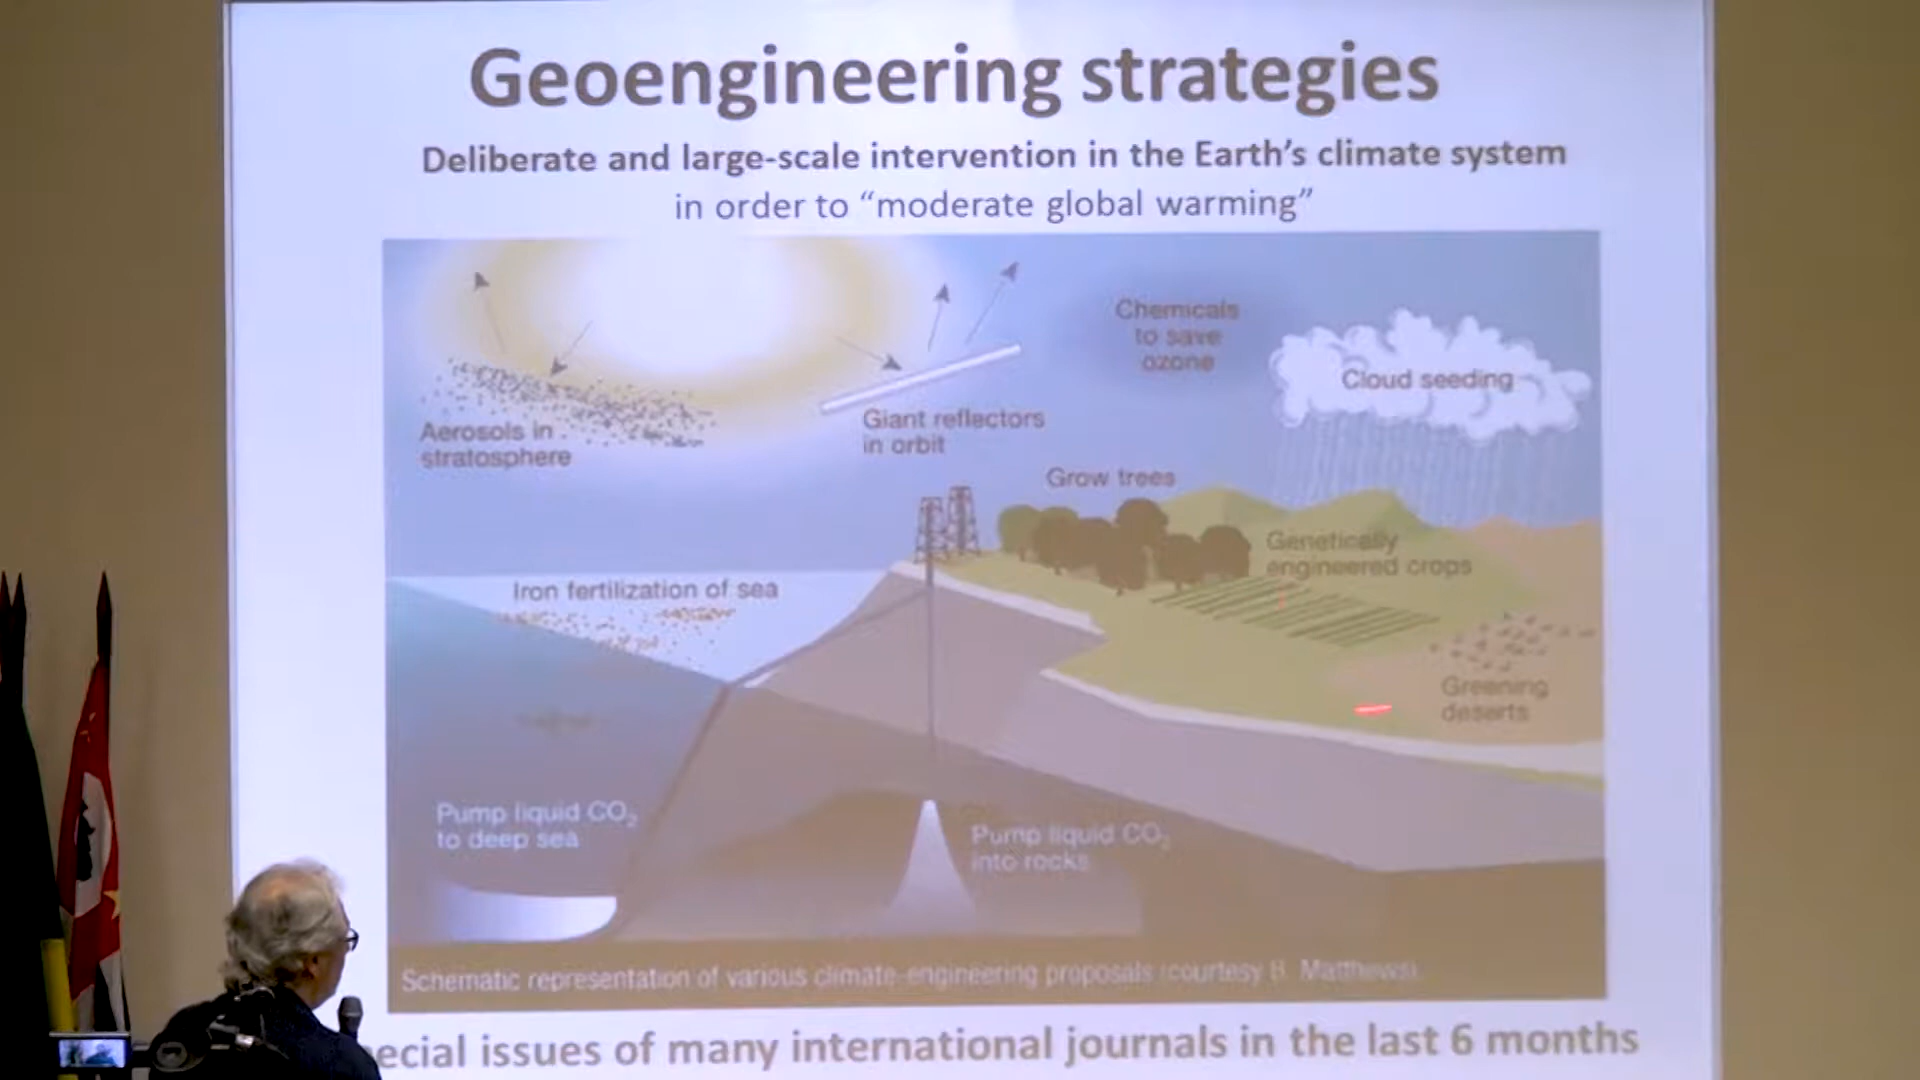 Geoengineering strategies
Deliberate and large-scale intervention in the Earth's climate system
in order to “moderate global warming”
Chemicals
to save
ozone
Cloud seeding
Aerosols in
stratosphere
Giant reflectors
in orbit
Grow trees
Genetically
engineered crops
Iron fertilization of sea
Greening
deserts
Pump liquid CO₂
to deep sea
Pump liquid CO₂
into rocks
Schematic representation of various climate-engineering proposals (courtesy B. Matthews).
ecial issues of many international journals in the last 6 months